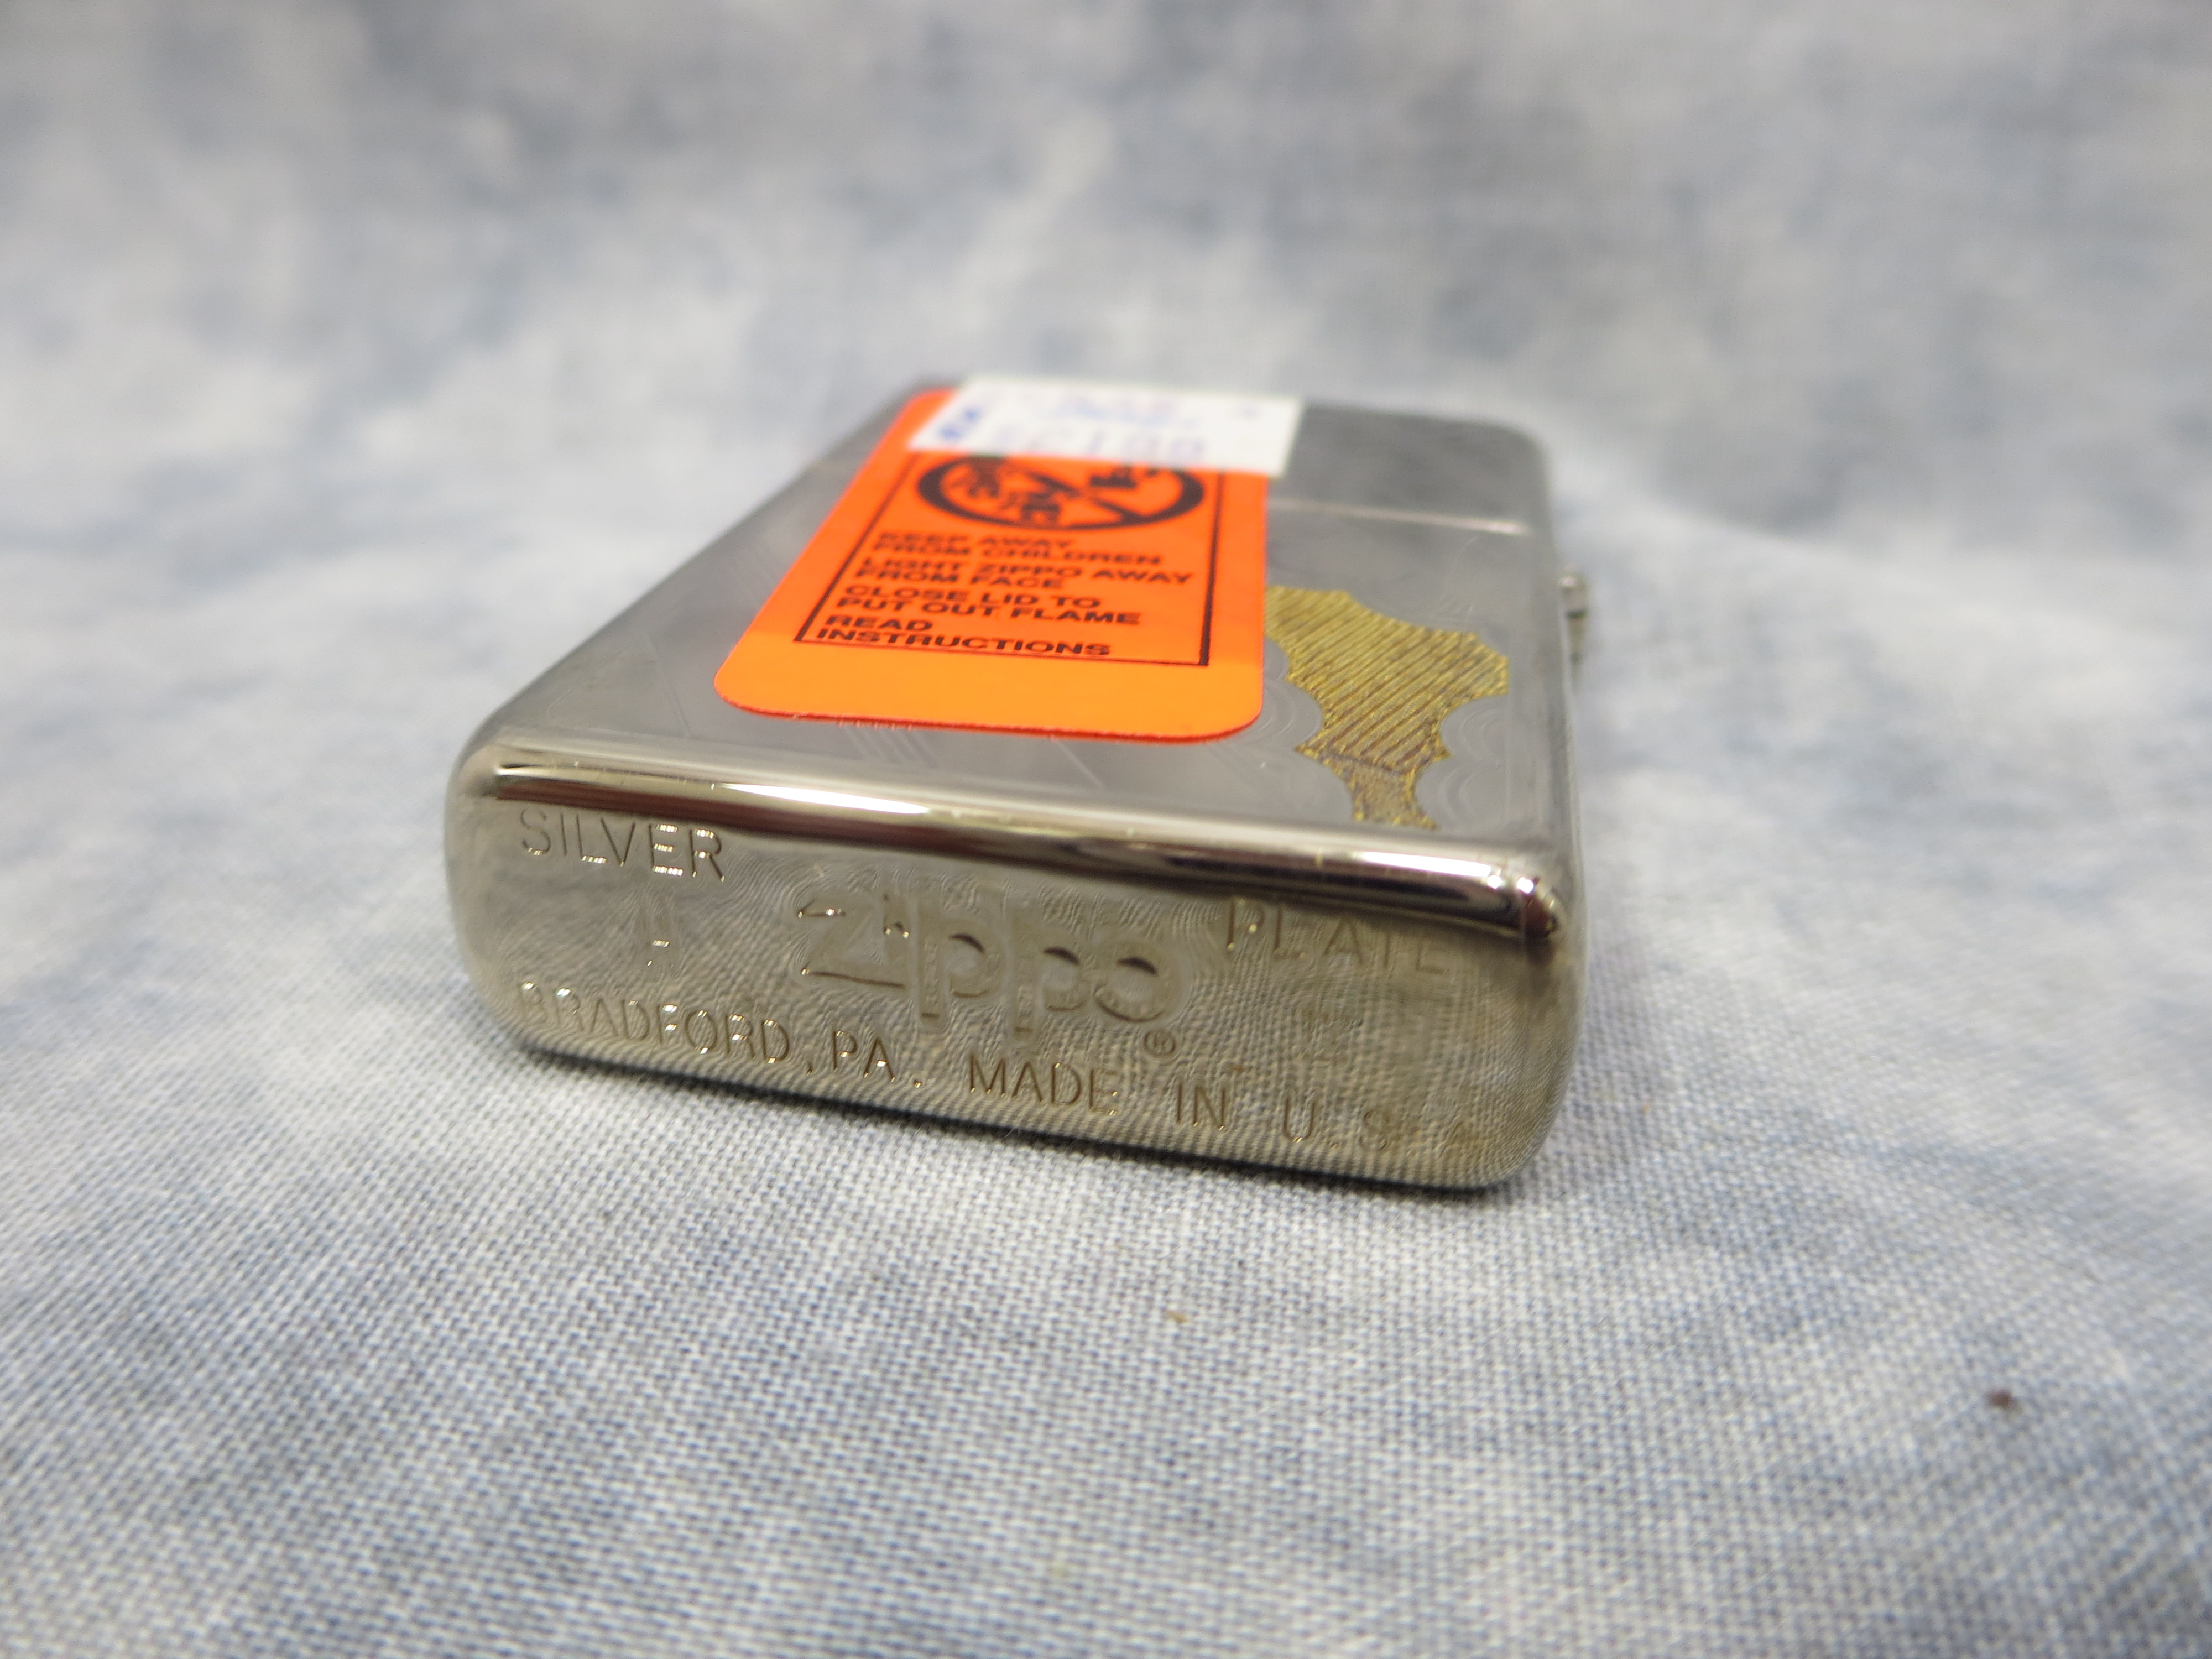 KEEP AWAY
FROM CHILDREN
LIGHT ZIPPO AWAY
FROM FACE
CLOSE LID TO
PUT OUT FLAME
READ
INSTRUCTIONS
SILVER PLATE
Zippo®
BRADFORD, PA. MADE IN U.S.A